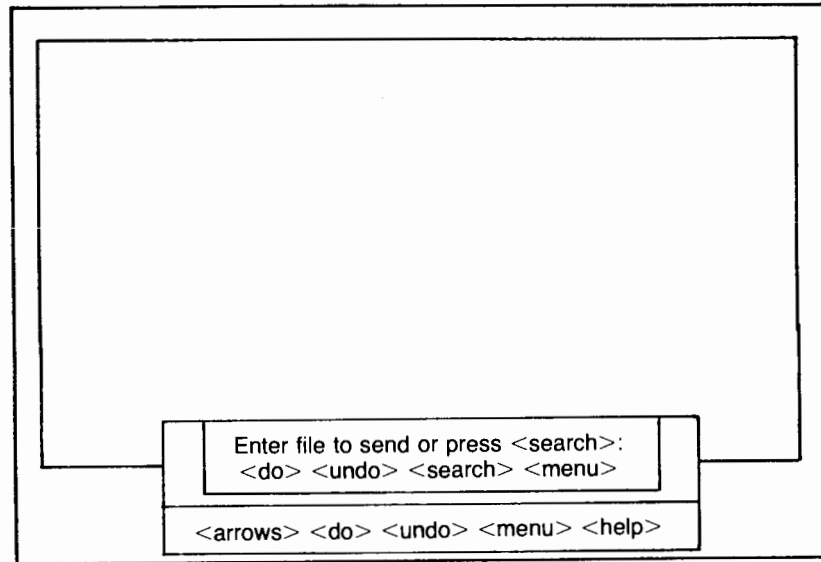 Enter file to send or press <search>:
<do> <undo> <search> <menu>
<arrows> <do> <undo> <menu> <help>